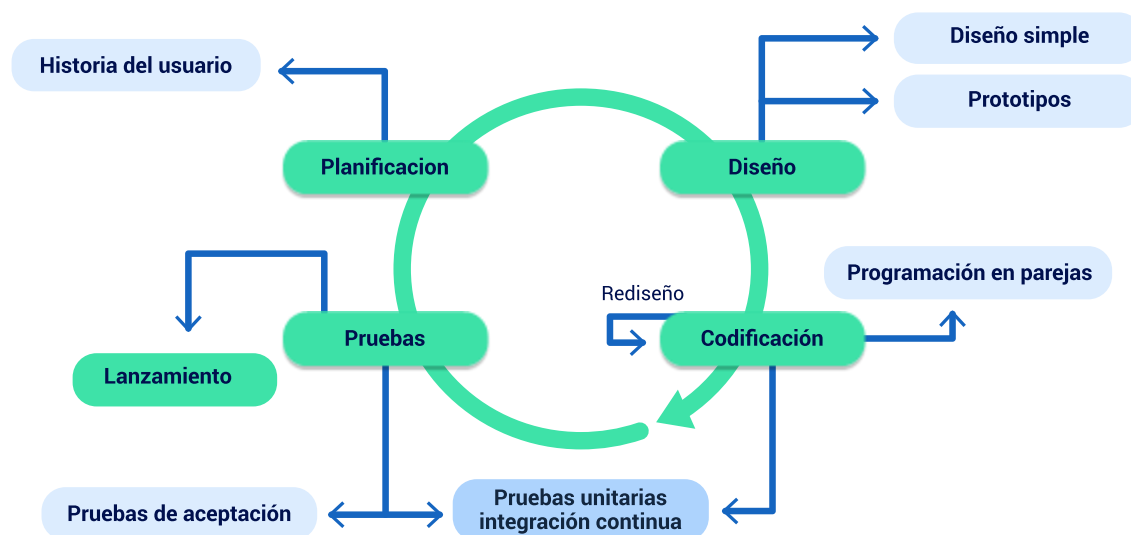 Historia del usuario
Diseño simple
Prototipos
Planificacion
Diseño
Programación en parejas
Rediseño
Pruebas
Codificación
Lanzamiento
Pruebas de aceptación
Pruebas unitarias
integración continua